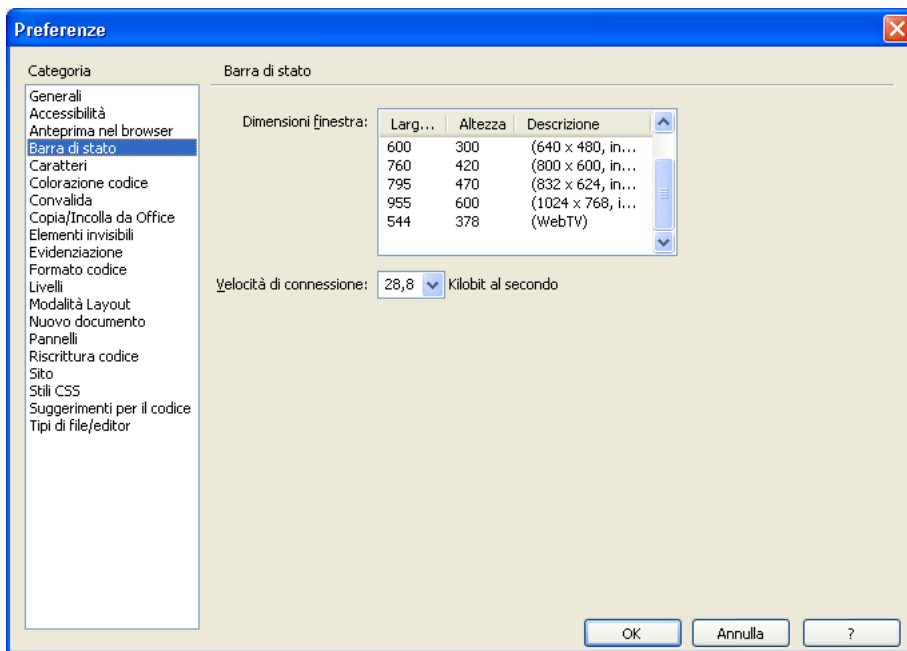 Preferenze
Categoria
Generali
Accessibilità
Anteprima nel browser
Barra di stato
Caratteri
Colorazione codice
Convalida
Copia/Incolla da Office
Elementi invisibili
Evidenziazione
Formato codice
Livelli
Modalità Layout
Nuovo documento
Pannelli
Riscrittura codice
Sito
Stili CSS
Suggerimenti per il codice
Tipi di file/editor
Barra di stato
Dimensioni finestra:
Larg... Altezza Descrizione
600 300 (640 x 480, in...
760 420 (800 x 600, in...
795 470 (832 x 624, in...
955 600 (1024 x 768, i...
544 378 (WebTV)
Velocità di connessione: 28,8 Kilobit al secondo
OK Annulla ?